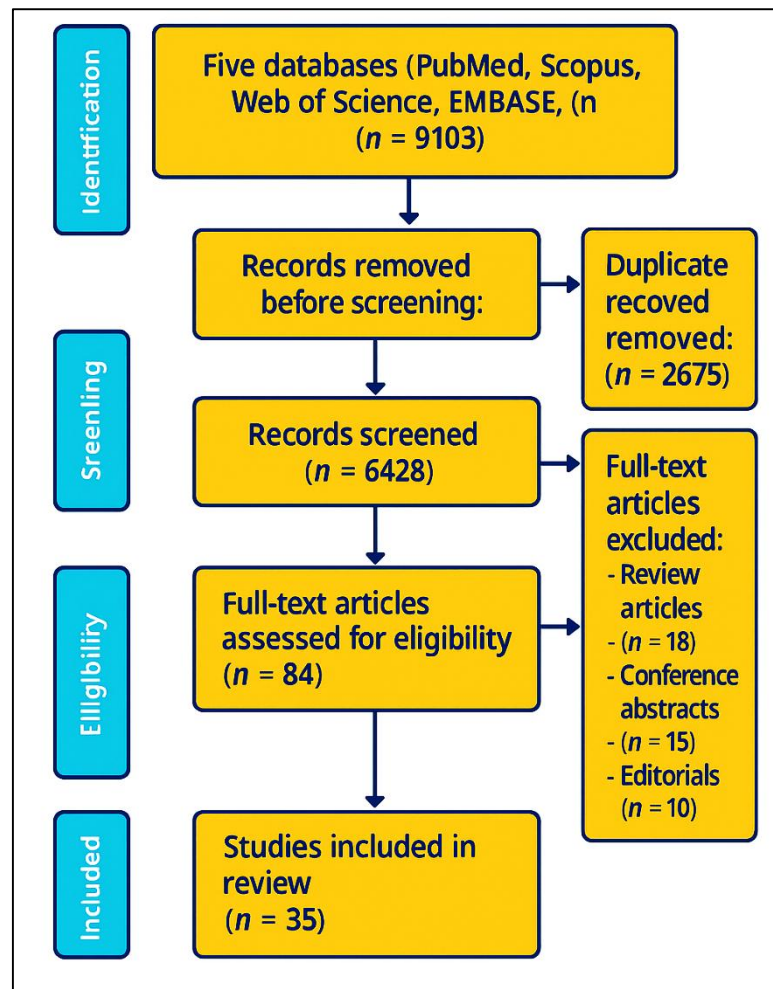 Identification
Five databases (PubMed, Scopus,
Web of Science, EMBASE, (n
(n = 9103)
Records removed
before screening:
Duplicate
recoved
removed:
(n = 2675)
Sreenling
Records screened
(n = 6428)
Full-text
articles
excluded:
- Review
articles
- (n = 18)
- Conference
abstracts
- (n = 15)
- Editorials
(n = 10)
Elligibiliry
Full-text articles
assessed for eligibility
(n = 84)
Included
Studies included in
review
(n = 35)